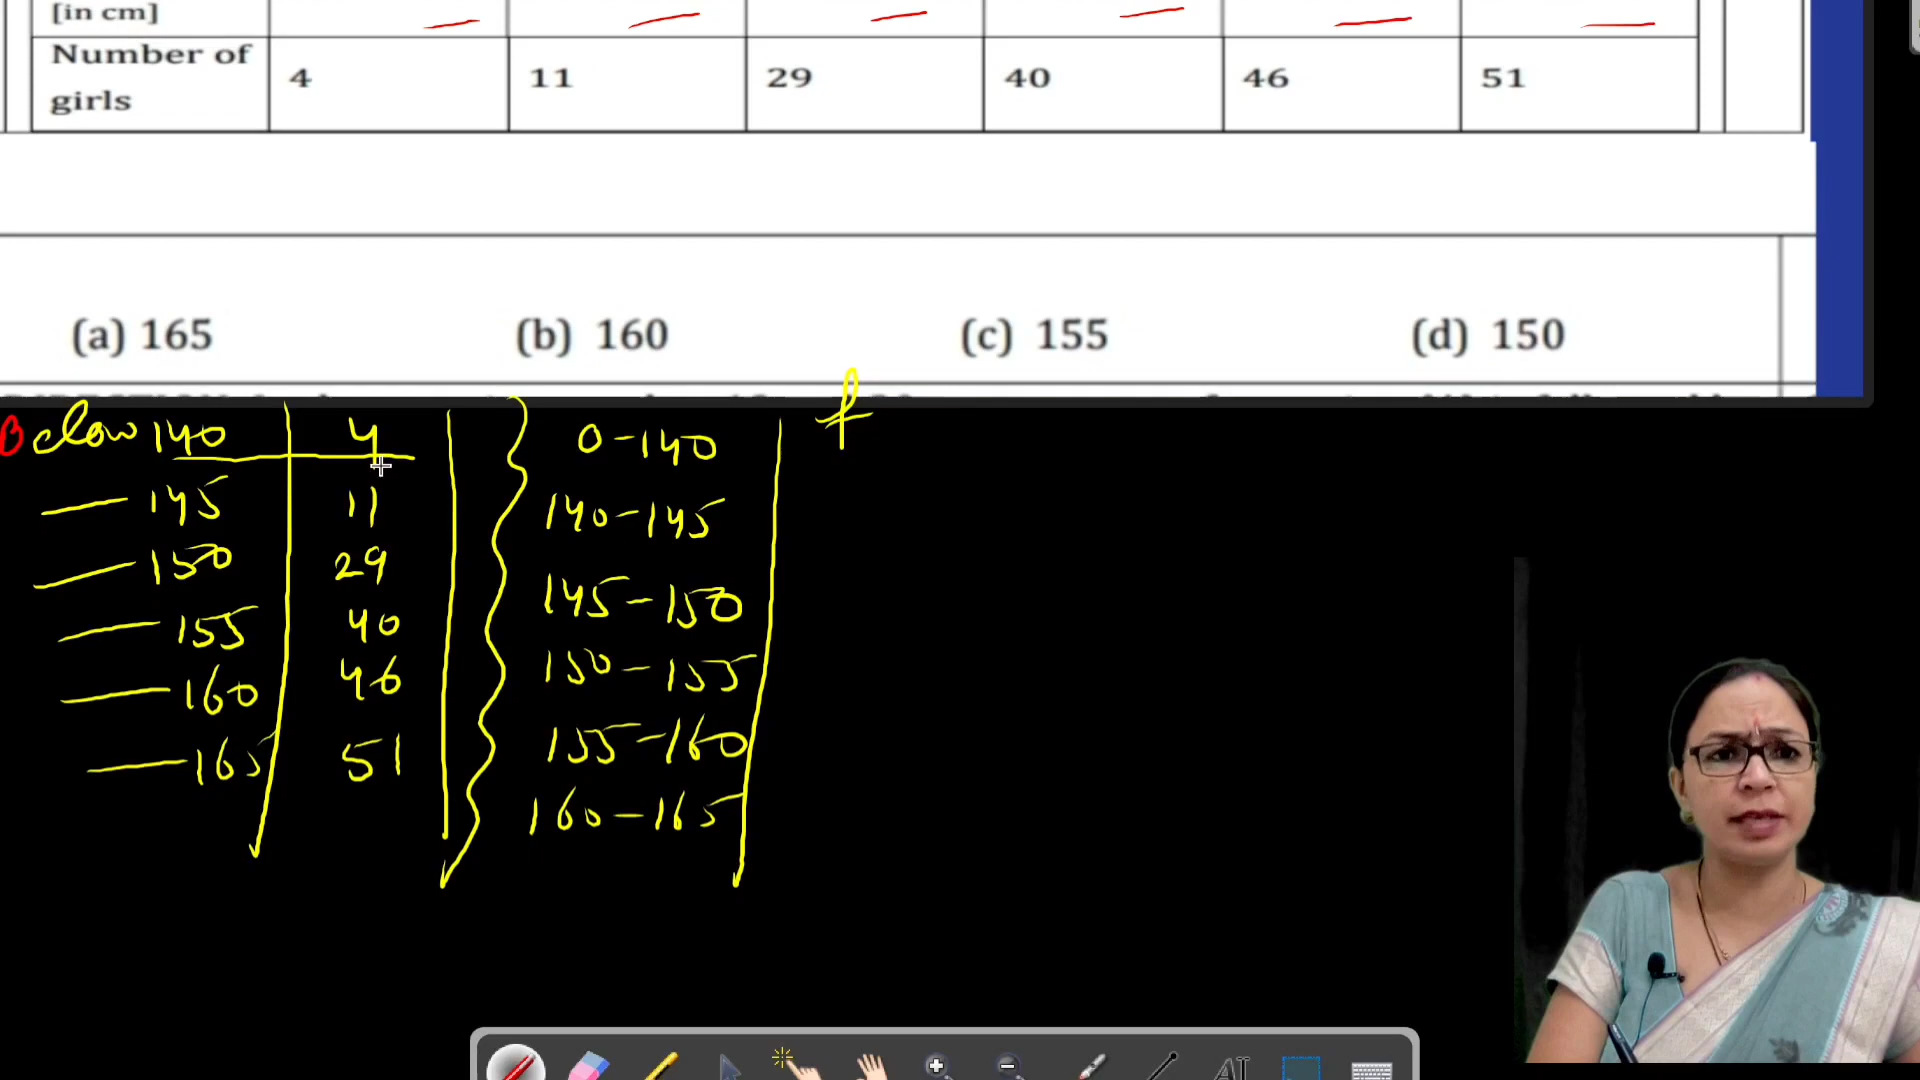 [in cm]
Number of girls 4 11 29 40 46 51
(a) 165 (b) 160 (c) 155 (d) 150
Below 140 4 0-140 f
— 145 11 140-145
— 150 29 145-150
— 155 40 150-155
— 160 46 155-160
— 165 51 160-165